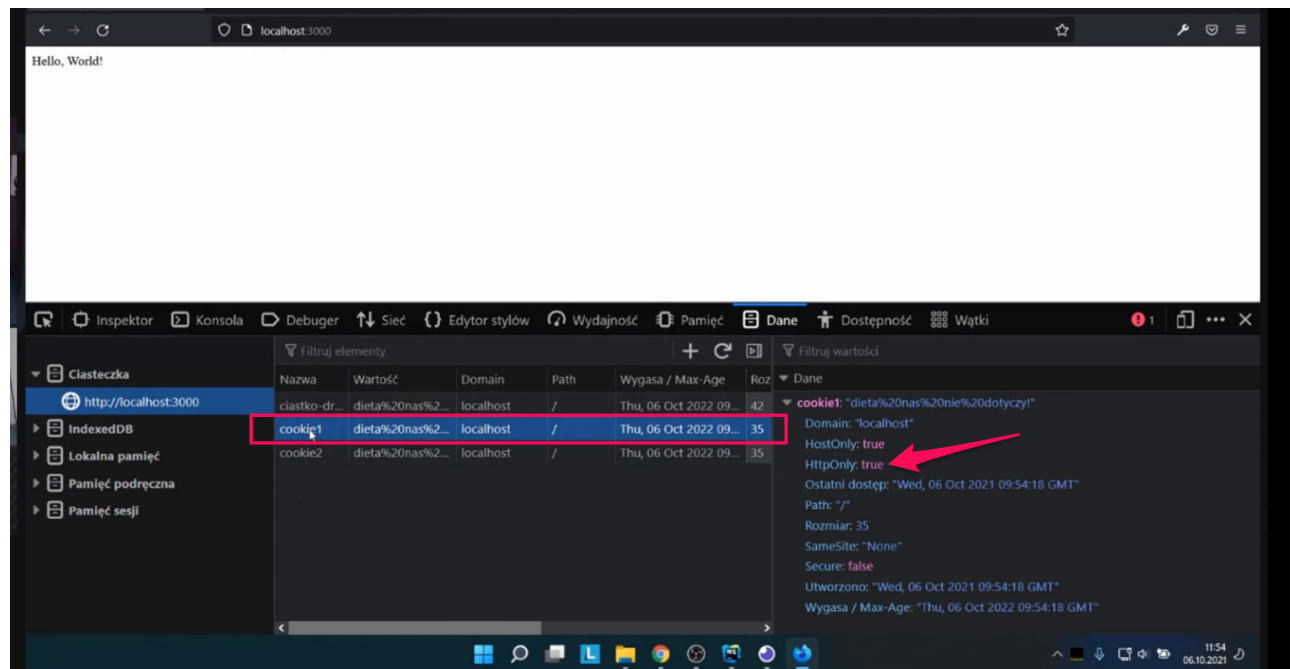 localhost:3000
Hello, World!
Inspektor Konsola Debuger Sieć Edytor stylów Wydajność Pamięć Dane Dostępność Wątki 1
Filtruj elementy
Filtruj wartości
Ciasteczka
http://localhost:3000
IndexedDB
Lokalna pamięć
Pamięć podręczna
Pamięć sesji
Nazwa Wartość Domain Path Wygasa / Max-Age Roz
ciastko-dr... dieta%20nas%2... localhost / Thu, 06 Oct 2022 09... 42
cookie1 dieta%20nas%2... localhost / Thu, 06 Oct 2022 09... 35
cookie2 dieta%20nas%2... localhost / Thu, 06 Oct 2022 09... 35
Dane
cookie1: "dieta%20nas%20nie%20dotyczy!"
Domain: "localhost"
HostOnly: true
HttpOnly: true
Ostatni dostęp: "Wed, 06 Oct 2021 09:54:18 GMT"
Path: "/"
Rozmiar: 35
SameSite: "None"
Secure: false
Utworzono: "Wed, 06 Oct 2021 09:54:18 GMT"
Wygasa / Max-Age: "Thu, 06 Oct 2022 09:54:18 GMT"
L
11:54
06.10.2021